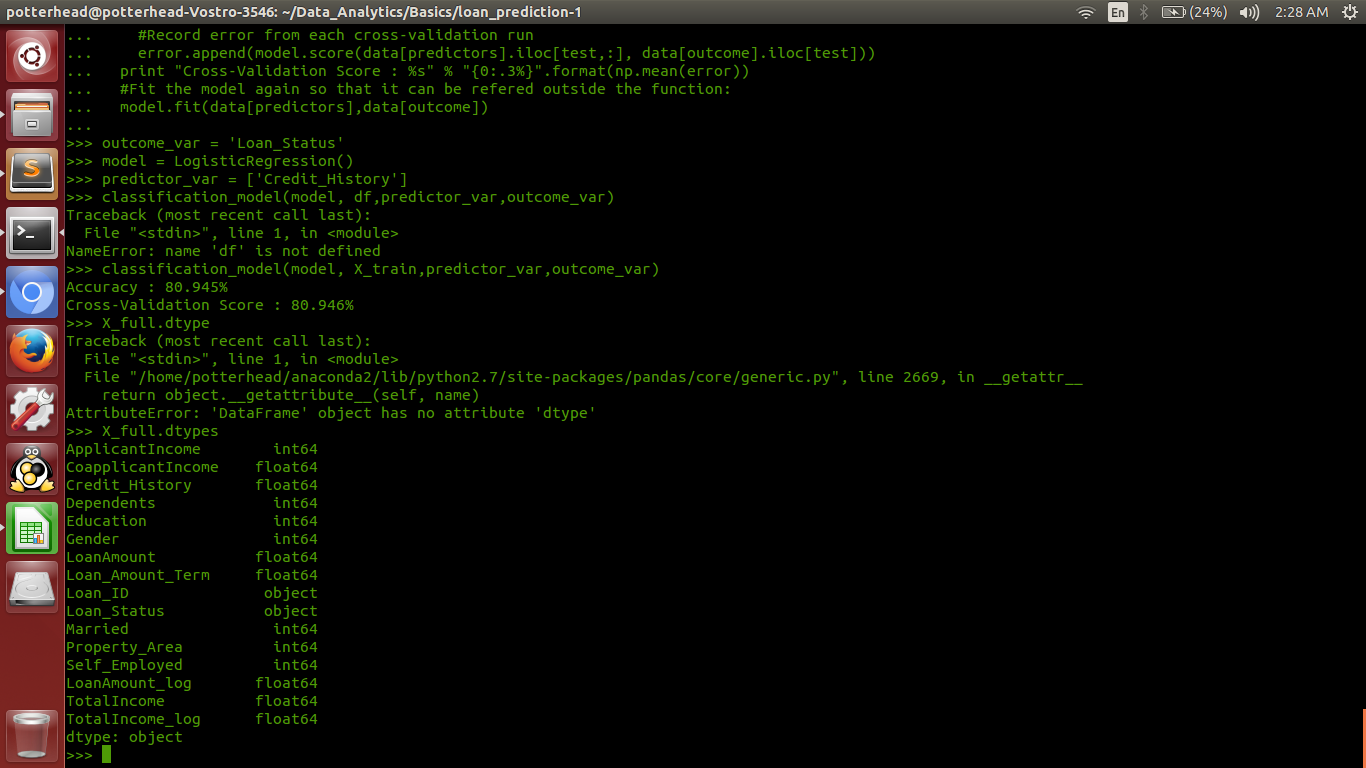 potterhead@potterhead-Vostro-3546: ~/Data_Analytics/Basics/loan_prediction-1 En (24%) 2:28 AM
...     #Record error from each cross-validation run
...     error.append(model.score(data[predictors].iloc[test,:], data[outcome].iloc[test]))
...   print "Cross-Validation Score : %s" % "{0:.3%}".format(np.mean(error))
...   #Fit the model again so that it can be refered outside the function:
...   model.fit(data[predictors],data[outcome])
...
>>> outcome_var = 'Loan_Status'
>>> model = LogisticRegression()
>>> predictor_var = ['Credit_History']
>>> classification_model(model, df,predictor_var,outcome_var)
Traceback (most recent call last):
  File "<stdin>", line 1, in <module>
NameError: name 'df' is not defined
>>> classification_model(model, X_train,predictor_var,outcome_var)
Accuracy : 80.945%
Cross-Validation Score : 80.946%
>>> X_full.dtype
Traceback (most recent call last):
  File "<stdin>", line 1, in <module>
  File "/home/potterhead/anaconda2/lib/python2.7/site-packages/pandas/core/generic.py", line 2669, in __getattr__
    return object.__getattribute__(self, name)
AttributeError: 'DataFrame' object has no attribute 'dtype'
>>> X_full.dtypes
ApplicantIncome        int64
CoapplicantIncome    float64
Credit_History       float64
Dependents             int64
Education              int64
Gender                 int64
LoanAmount           float64
Loan_Amount_Term     float64
Loan_ID               object
Loan_Status           object
Married                int64
Property_Area          int64
Self_Employed          int64
LoanAmount_log       float64
TotalIncome          float64
TotalIncome_log      float64
dtype: object
>>>